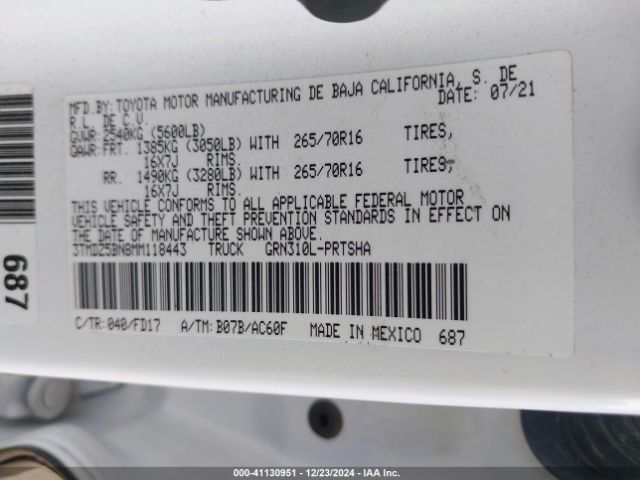 MFD.BY:TOYOTA MOTOR MANUFACTURING DE BAJA CALIFORNIA, S. DE
R.L. DE C.V. DATE: 07/21
GVWR:2540KG (5600LB)
GAWR:FRT. 1385KG (3050LB) WITH 265/70R16 TIRES,
16X7J RIMS.
RR. 1490KG (3280LB) WITH 265/70R16 TIRES,
16X7J RIMS.
THIS VEHICLE CONFORMS TO ALL APPLICABLE FEDERAL MOTOR
VEHICLE SAFETY AND THEFT PREVENTION STANDARDS IN EFFECT ON
THE DATE OF MANUFACTURE SHOWN ABOVE.
3TMDZ5BN8MM118443 TRUCK GRN310L-PRTSHA
C/TR:040/FD17 A/TM:B07B/AC60F MADE IN MEXICO 687
687
000-41130951 - 12/23/2024 - IAA Inc.